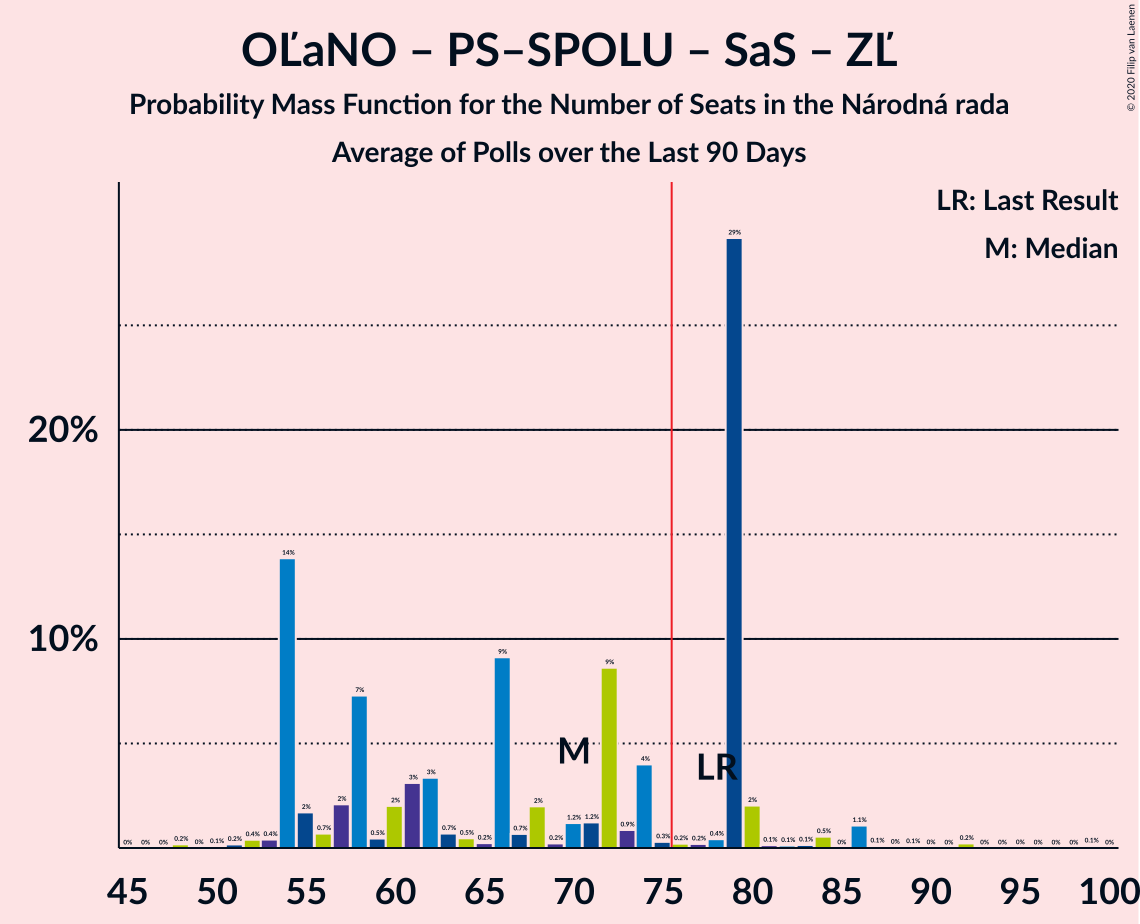 OĽaNO – PS–SPOLU – SaS – ZĽ
Probability Mass Function for the Number of Seats in the Národná rada
Average of Polls over the Last 90 Days
© 2020 Filip van Laenen
LR: Last Result
M: Median
20%
10%
0% 0% 0% 0.2% 0% 0.1% 0.2% 0.4% 0.4% 14% 2% 0.7% 2% 7% 0.5% 2% 3% 3% 0.7% 0.5% 0.2% 9% 0.7% 2% 0.2% 1.2% 1.2% 9% 0.9% 4% 0.3% 0.2% 0.2% 0.4% 29% 2% 0.1% 0.1% 0.1% 0.5% 0% 1.1% 0.1% 0% 0.1% 0% 0% 0.2% 0% 0% 0% 0% 0% 0% 0.1% 0%
M
LR
45 50 55 60 65 70 75 80 85 90 95 100